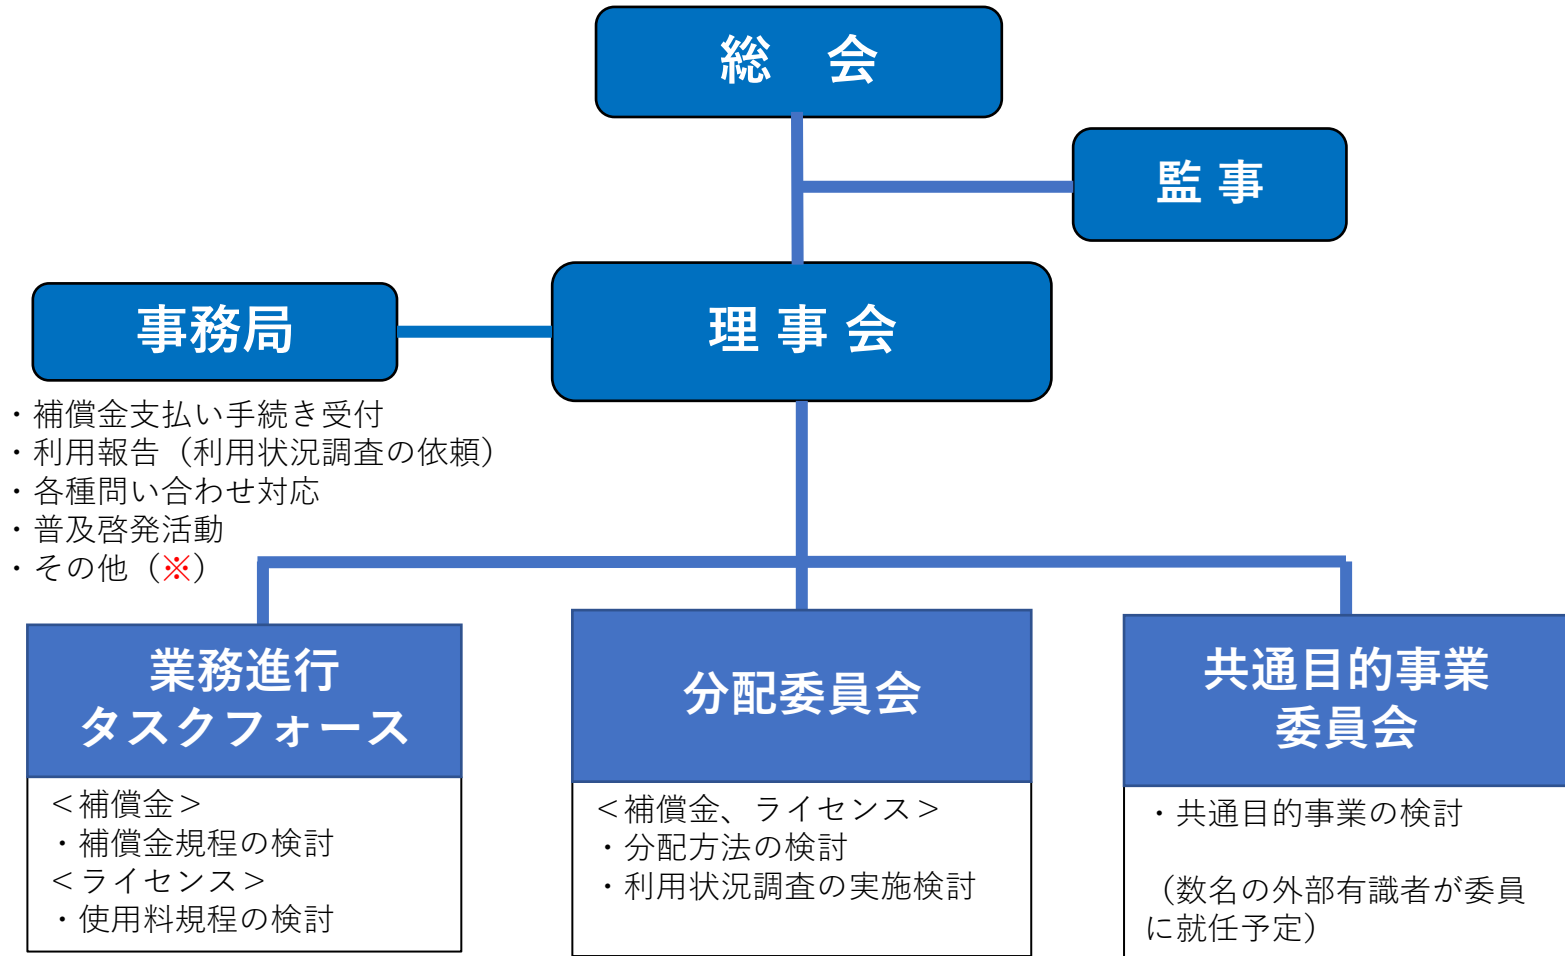 総　会
監 事
事務局
理 事 会
・補償金支払い手続き受付
・利用報告（利用状況調査の依頼）
・各種問い合わせ対応
・普及啓発活動
・その他（※）
業務進行
タスクフォース
＜補償金＞
・補償金規程の検討
＜ライセンス＞
・使用料規程の検討
分配委員会
＜補償金、ライセンス＞
・分配方法の検討
・利用状況調査の実施検討
共通目的事業
委員会
・共通目的事業の検討
（数名の外部有識者が委員
に就任予定）